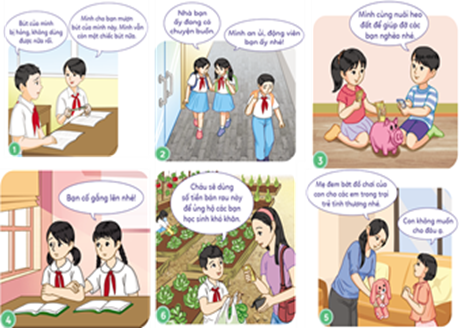 Bút của mình
bị hỏng, không dùng
được nữa rồi.
Mình cho bạn mượn
bút của mình này. Mình vẫn
còn một chiếc bút nữa.
1
Nhà bạn
ấy đang có
chuyện buồn.
Mình an ủi, động viên
bạn ấy nhé!
2
Mình cùng nuôi heo
đất để giúp đỡ các
bạn nghèo nhé.
3
Bạn cố gắng lên nhé!
4
Cháu sẽ dùng
số tiền bán rau này
để ủng hộ các bạn
học sinh khó khăn.
6
Mẹ đem bớt đồ chơi của
con cho các em trong trại
trẻ tình thương nhé.
Con không muốn
cho đâu ạ.
5